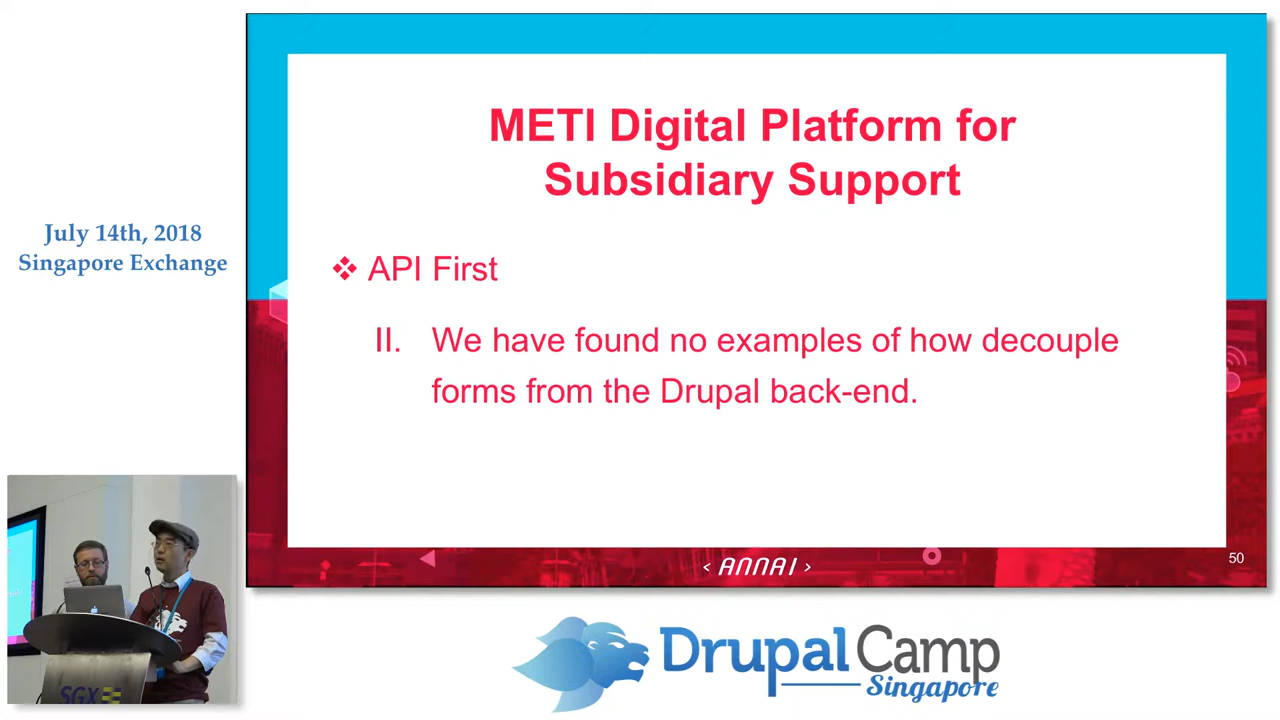 July 14th, 2018
Singapore Exchange
METI Digital Platform for
Subsidiary Support
❖ API First
II. We have found no examples of how decouple
forms from the Drupal back-end.
< ANNAI >
50
SGX
DrupalCamp
Singapore